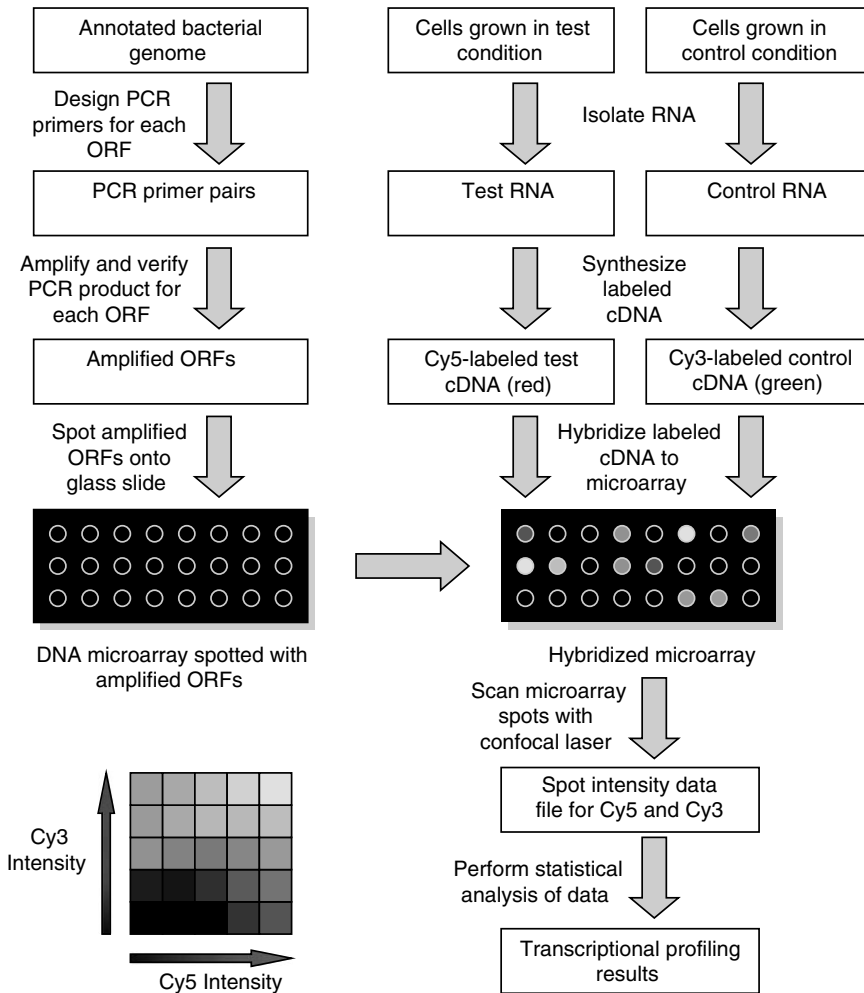 Annotated bacterial
genome
Design PCR
primers for each
ORF
PCR primer pairs
Amplify and verify
PCR product for
each ORF
Amplified ORFs
Spot amplified
ORFs onto
glass slide
DNA microarray spotted with
amplified ORFs
Cells grown in test
condition
Cells grown in
control condition
Isolate RNA
Test RNA
Control RNA
Synthesize
labeled
cDNA
Cy5-labeled test
cDNA (red)
Cy3-labeled control
cDNA (green)
Hybridize labeled
cDNA to
microarray
Hybridized microarray
Scan microarray
spots with
confocal laser
Spot intensity data
file for Cy5 and Cy3
Perform statistical
analysis of data
Transcriptional profiling
results
Cy3
Intensity
Cy5 Intensity